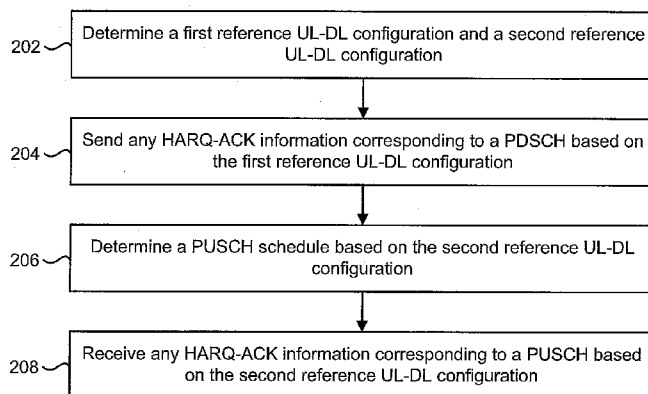 Determine a first reference UL-DL configuration and a second reference
UL-DL configuration
202
Send any HARQ-ACK information corresponding to a PDSCH based on
the first reference UL-DL configuration
204
Determine a PUSCH schedule based on the second reference UL-DL
configuration
206
Receive any HARQ-ACK information corresponding to a PUSCH based
on the second reference UL-DL configuration
208